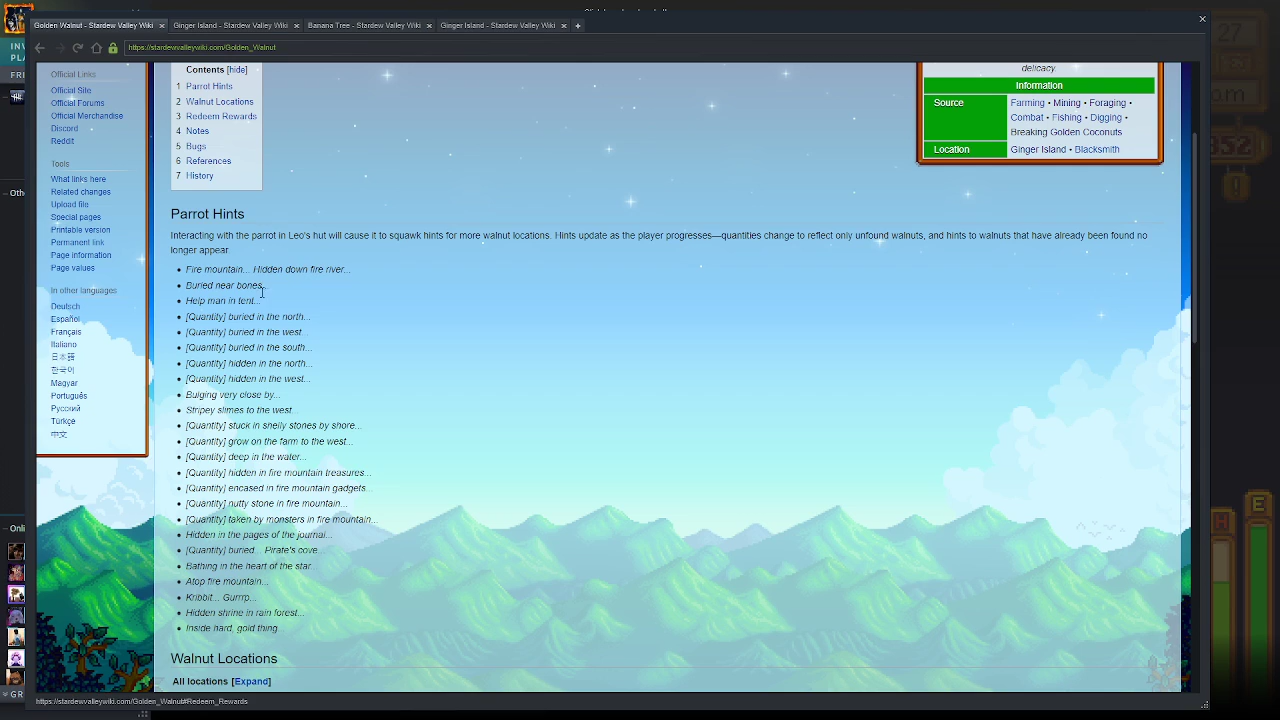 Golden Walnut - Stardew Valley Wiki
Ginger Island - Stardew Valley Wiki
Banana Tree - Stardew Valley Wiki
Ginger Island - Stardew Valley Wiki
https://stardewvalleywiki.com/Golden_Walnut
Official Links
Official Site
Official Forums
Official Merchandise
Discord
Reddit
Tools
What links here
Related changes
Upload file
Special pages
Printable version
Permanent link
Page information
Page values
In other languages
Deutsch
Español
Français
Italiano
日本語
한국어
Magyar
Português
Русский
Türkçe
中文
Contents [hide]
1 Parrot Hints
2 Walnut Locations
3 Redeem Rewards
4 Notes
5 Bugs
6 References
7 History
delicacy.
Information
Source
Farming • Mining • Foraging •
Combat • Fishing • Digging •
Breaking Golden Coconuts
Location
Ginger Island • Blacksmith
Parrot Hints
Interacting with the parrot in Leo's hut will cause it to squawk hints for more walnut locations. Hints update as the player progresses—quantities change to reflect only unfound walnuts, and hints to walnuts that have already been found no
longer appear.
• Fire mountain... Hidden down fire river...
• Buried near bones...
• Help man in tent...
• [Quantity] buried in the north...
• [Quantity] buried in the west...
• [Quantity] buried in the south...
• [Quantity] hidden in the north...
• [Quantity] hidden in the west...
• Bulging very close by...
• Stripey slimes to the west...
• [Quantity] stuck in smelly stones by shore...
• [Quantity] grow on the farm to the west...
• [Quantity] deep in the water...
• [Quantity] hidden in fire mountain treasures...
• [Quantity] encased in fire mountain gadgets...
• [Quantity] nutty stone in fire mountain...
• [Quantity] taken by monsters in fire mountain...
• Hidden in the pages of the journal...
• [Quantity] buried... Pirate's cove...
• Bathing in the heart of the star...
• Atop fire mountain...
• Kribbit... Gurrrp...
• Hidden shrine in rain forest...
• Inside hard, gold thing.
Walnut Locations
All locations [Expand]
https://stardewvalleywiki.com/Golden_Walnut#Redeem_Rewards
INV
PLA
FRE
Oth
Onli
GR
27
am
352
H
E